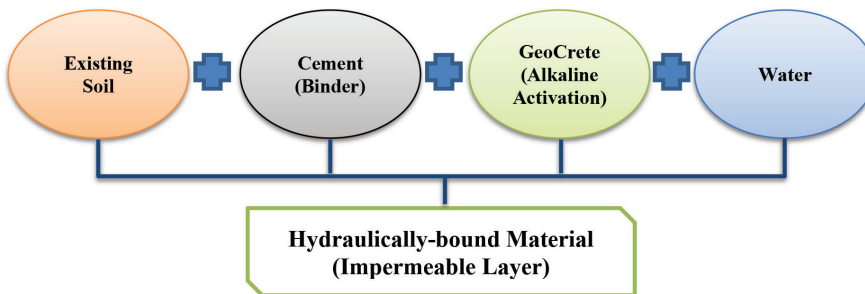 Existing
Soil
Cement
(Binder)
GeoCrete
(Alkaline
Activation)
Water
Hydraulically-bound Material
(Impermeable Layer)